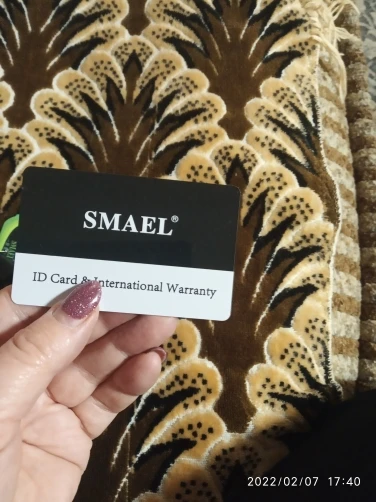 SMAEL®
ID Card & International Warranty
2022/02/07 17:40